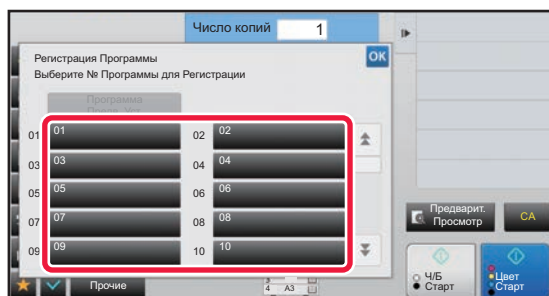 Число копий 1
Регистрация Программы
OK
Выберите № Программы для Регистрации
Программа
01 01 02 02
03 03 04 04
05 05 06 06
07 07 08 08
09 09 10 10
Предварит.
Просмотр
CA
Ч/Б
Старт
Цвет
Старт
Прочие
4 A3